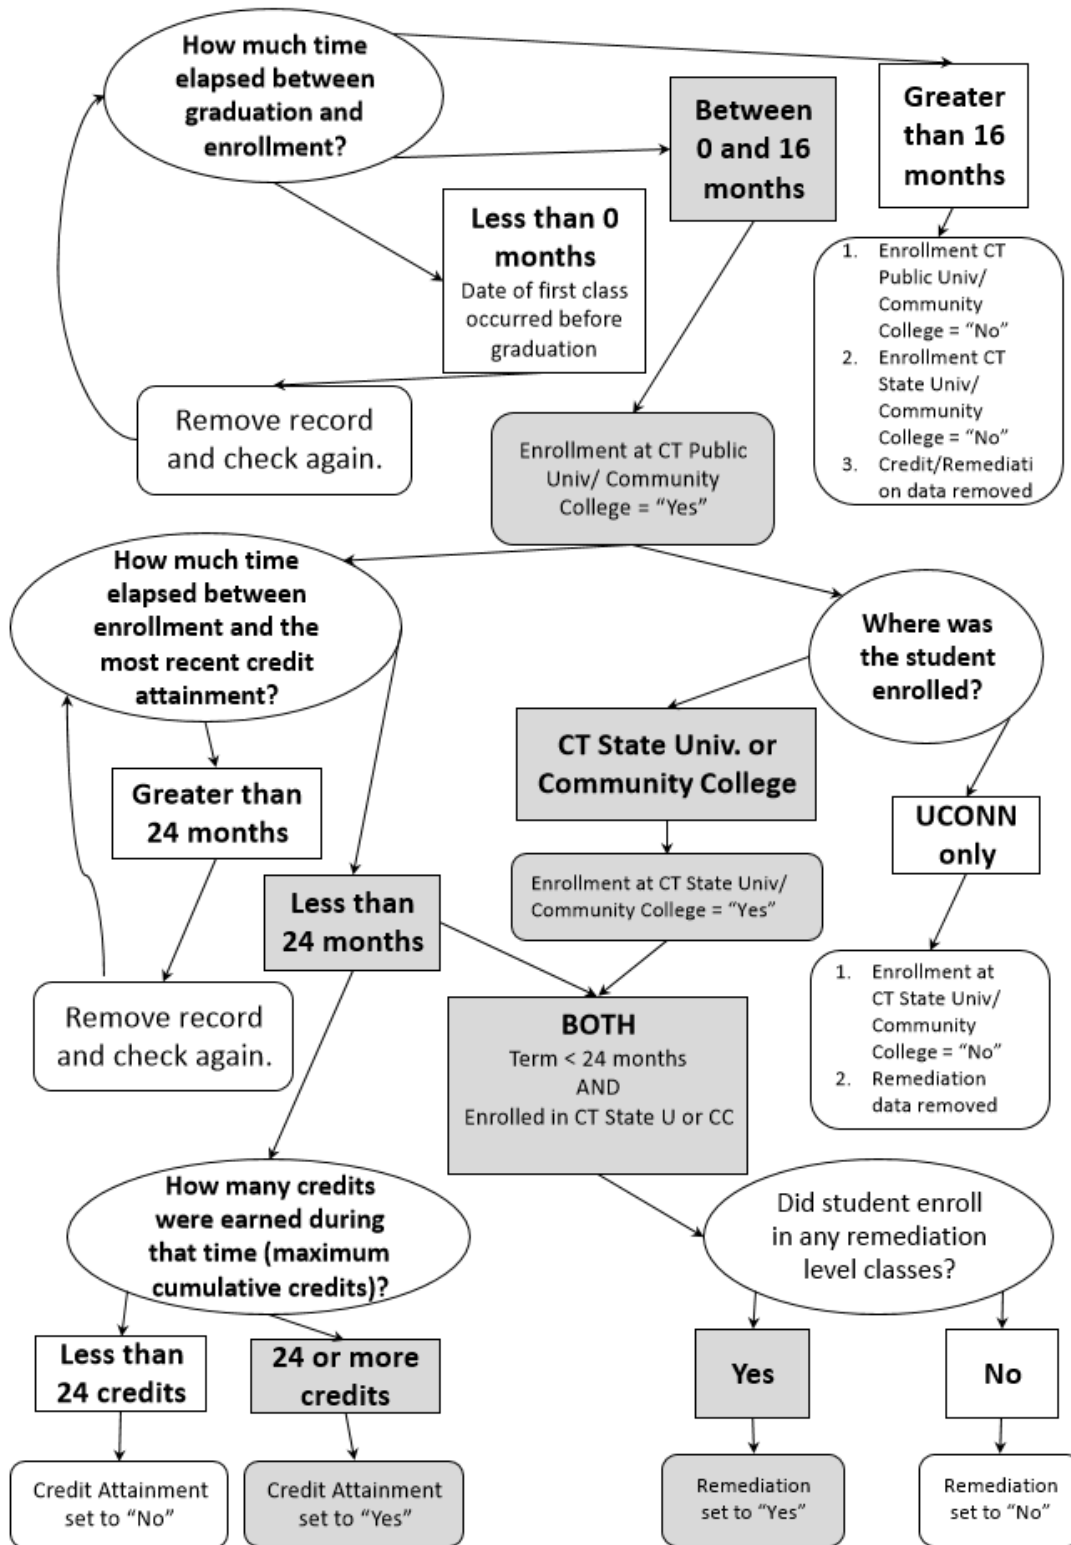 How much time
elapsed between
graduation and
enrollment?
Between
0 and 16
months
Greater
than 16
months
Less than 0
months
Date of first class
occurred before
graduation
1. Enrollment CT
Public Univ/
Community
College = “No”
2. Enrollment CT
State Univ/
Community
College = “No”
3. Credit/Remediati
on data removed
Remove record
and check again.
Enrollment at CT Public
Univ/ Community
College = “Yes”
How much time
elapsed between
enrollment and the
most recent credit
attainment?
Where was
the student
enrolled?
CT State Univ. or
Community College
Greater than
24 months
UCONN
only
Enrollment at CT State Univ/
Community College = “Yes”
Less than
24 months
1. Enrollment at
CT State Univ/
Community
College = “No”
2. Remediation
data removed
Remove record
and check again.
BOTH
Term < 24 months
AND
Enrolled in CT State U or CC
How many credits
were earned during
that time (maximum
cumulative credits)?
Did student enroll
in any remediation
level classes?
Less than
24 credits
24 or more
credits
Yes
No
Credit Attainment
set to “No”
Credit Attainment
set to “Yes”
Remediation
set to “Yes”
Remediation
set to “No”